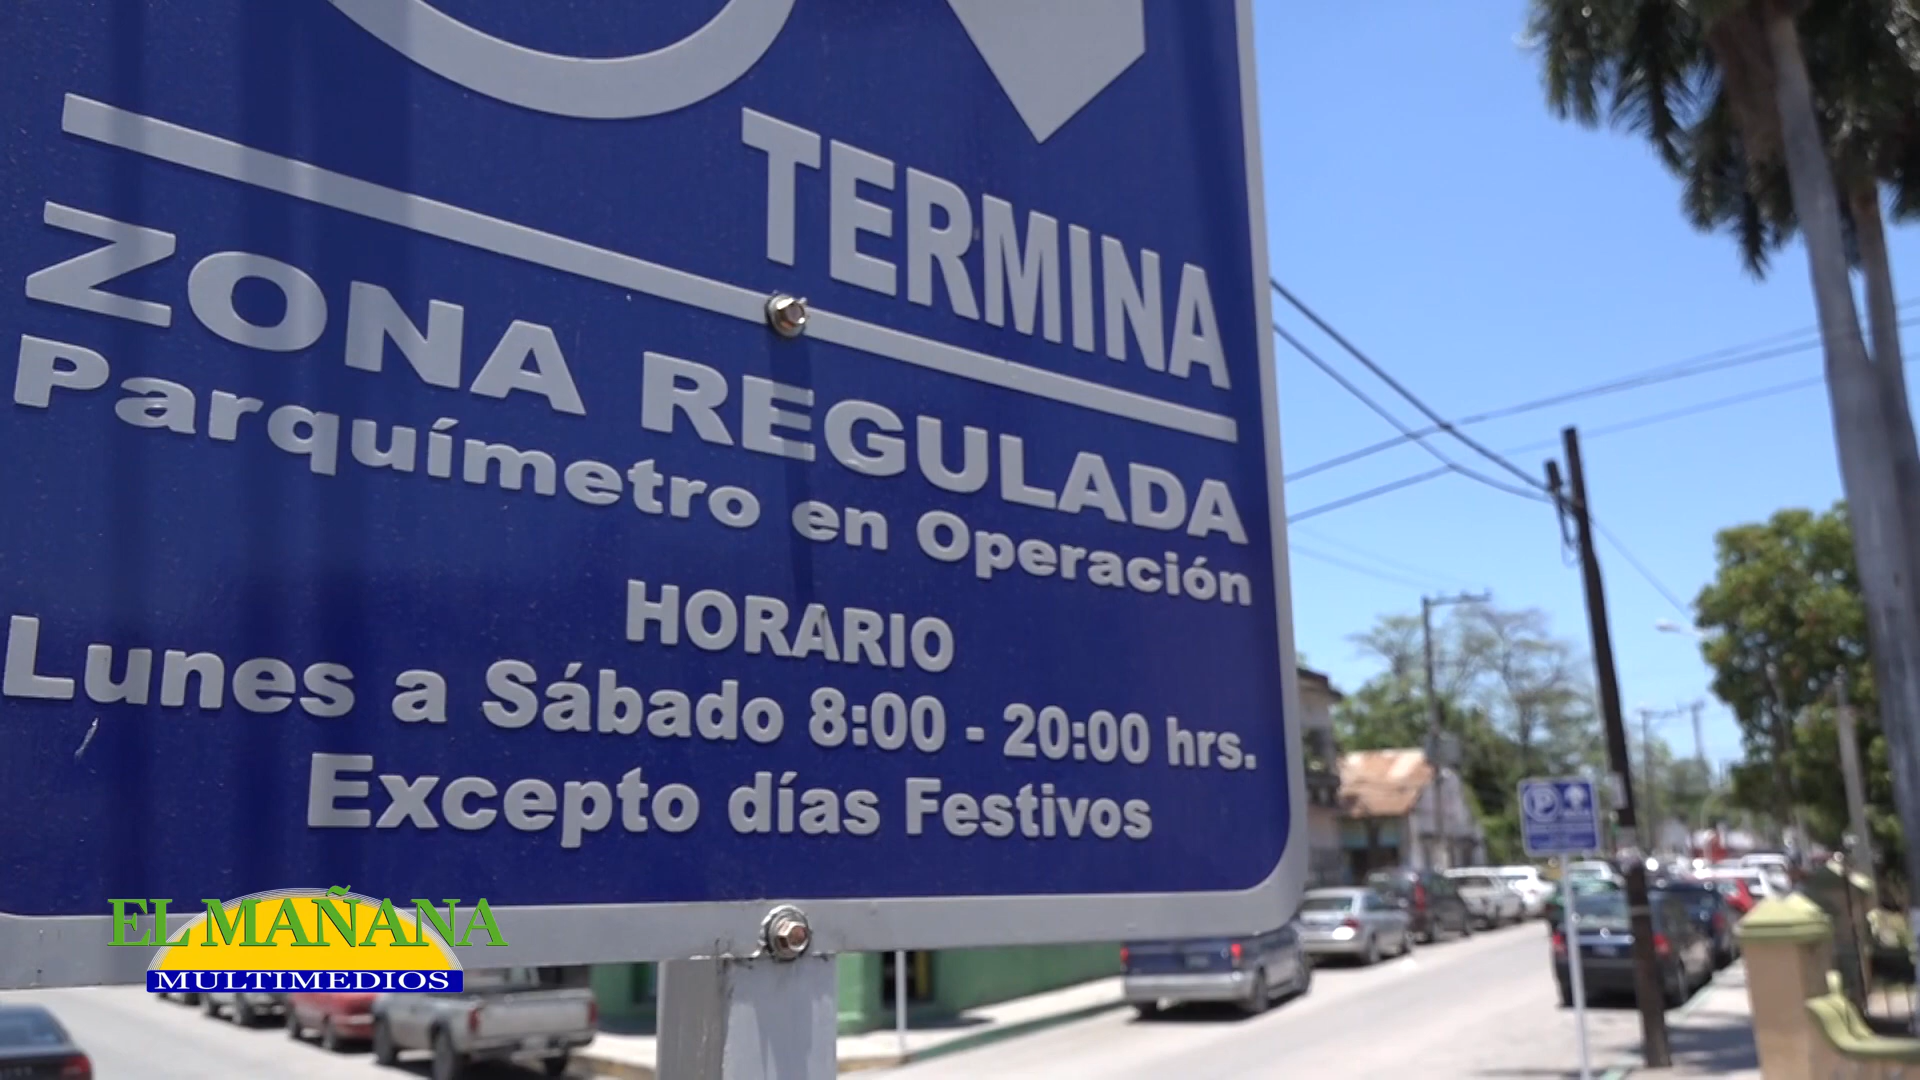 TERMINA
ZONA REGULADA
Parquímetro en Operación
HORARIO
Lunes a Sábado 8:00 - 20:00 hrs.
Excepto días Festivos
EL MAÑANA
MULTIMEDIOS